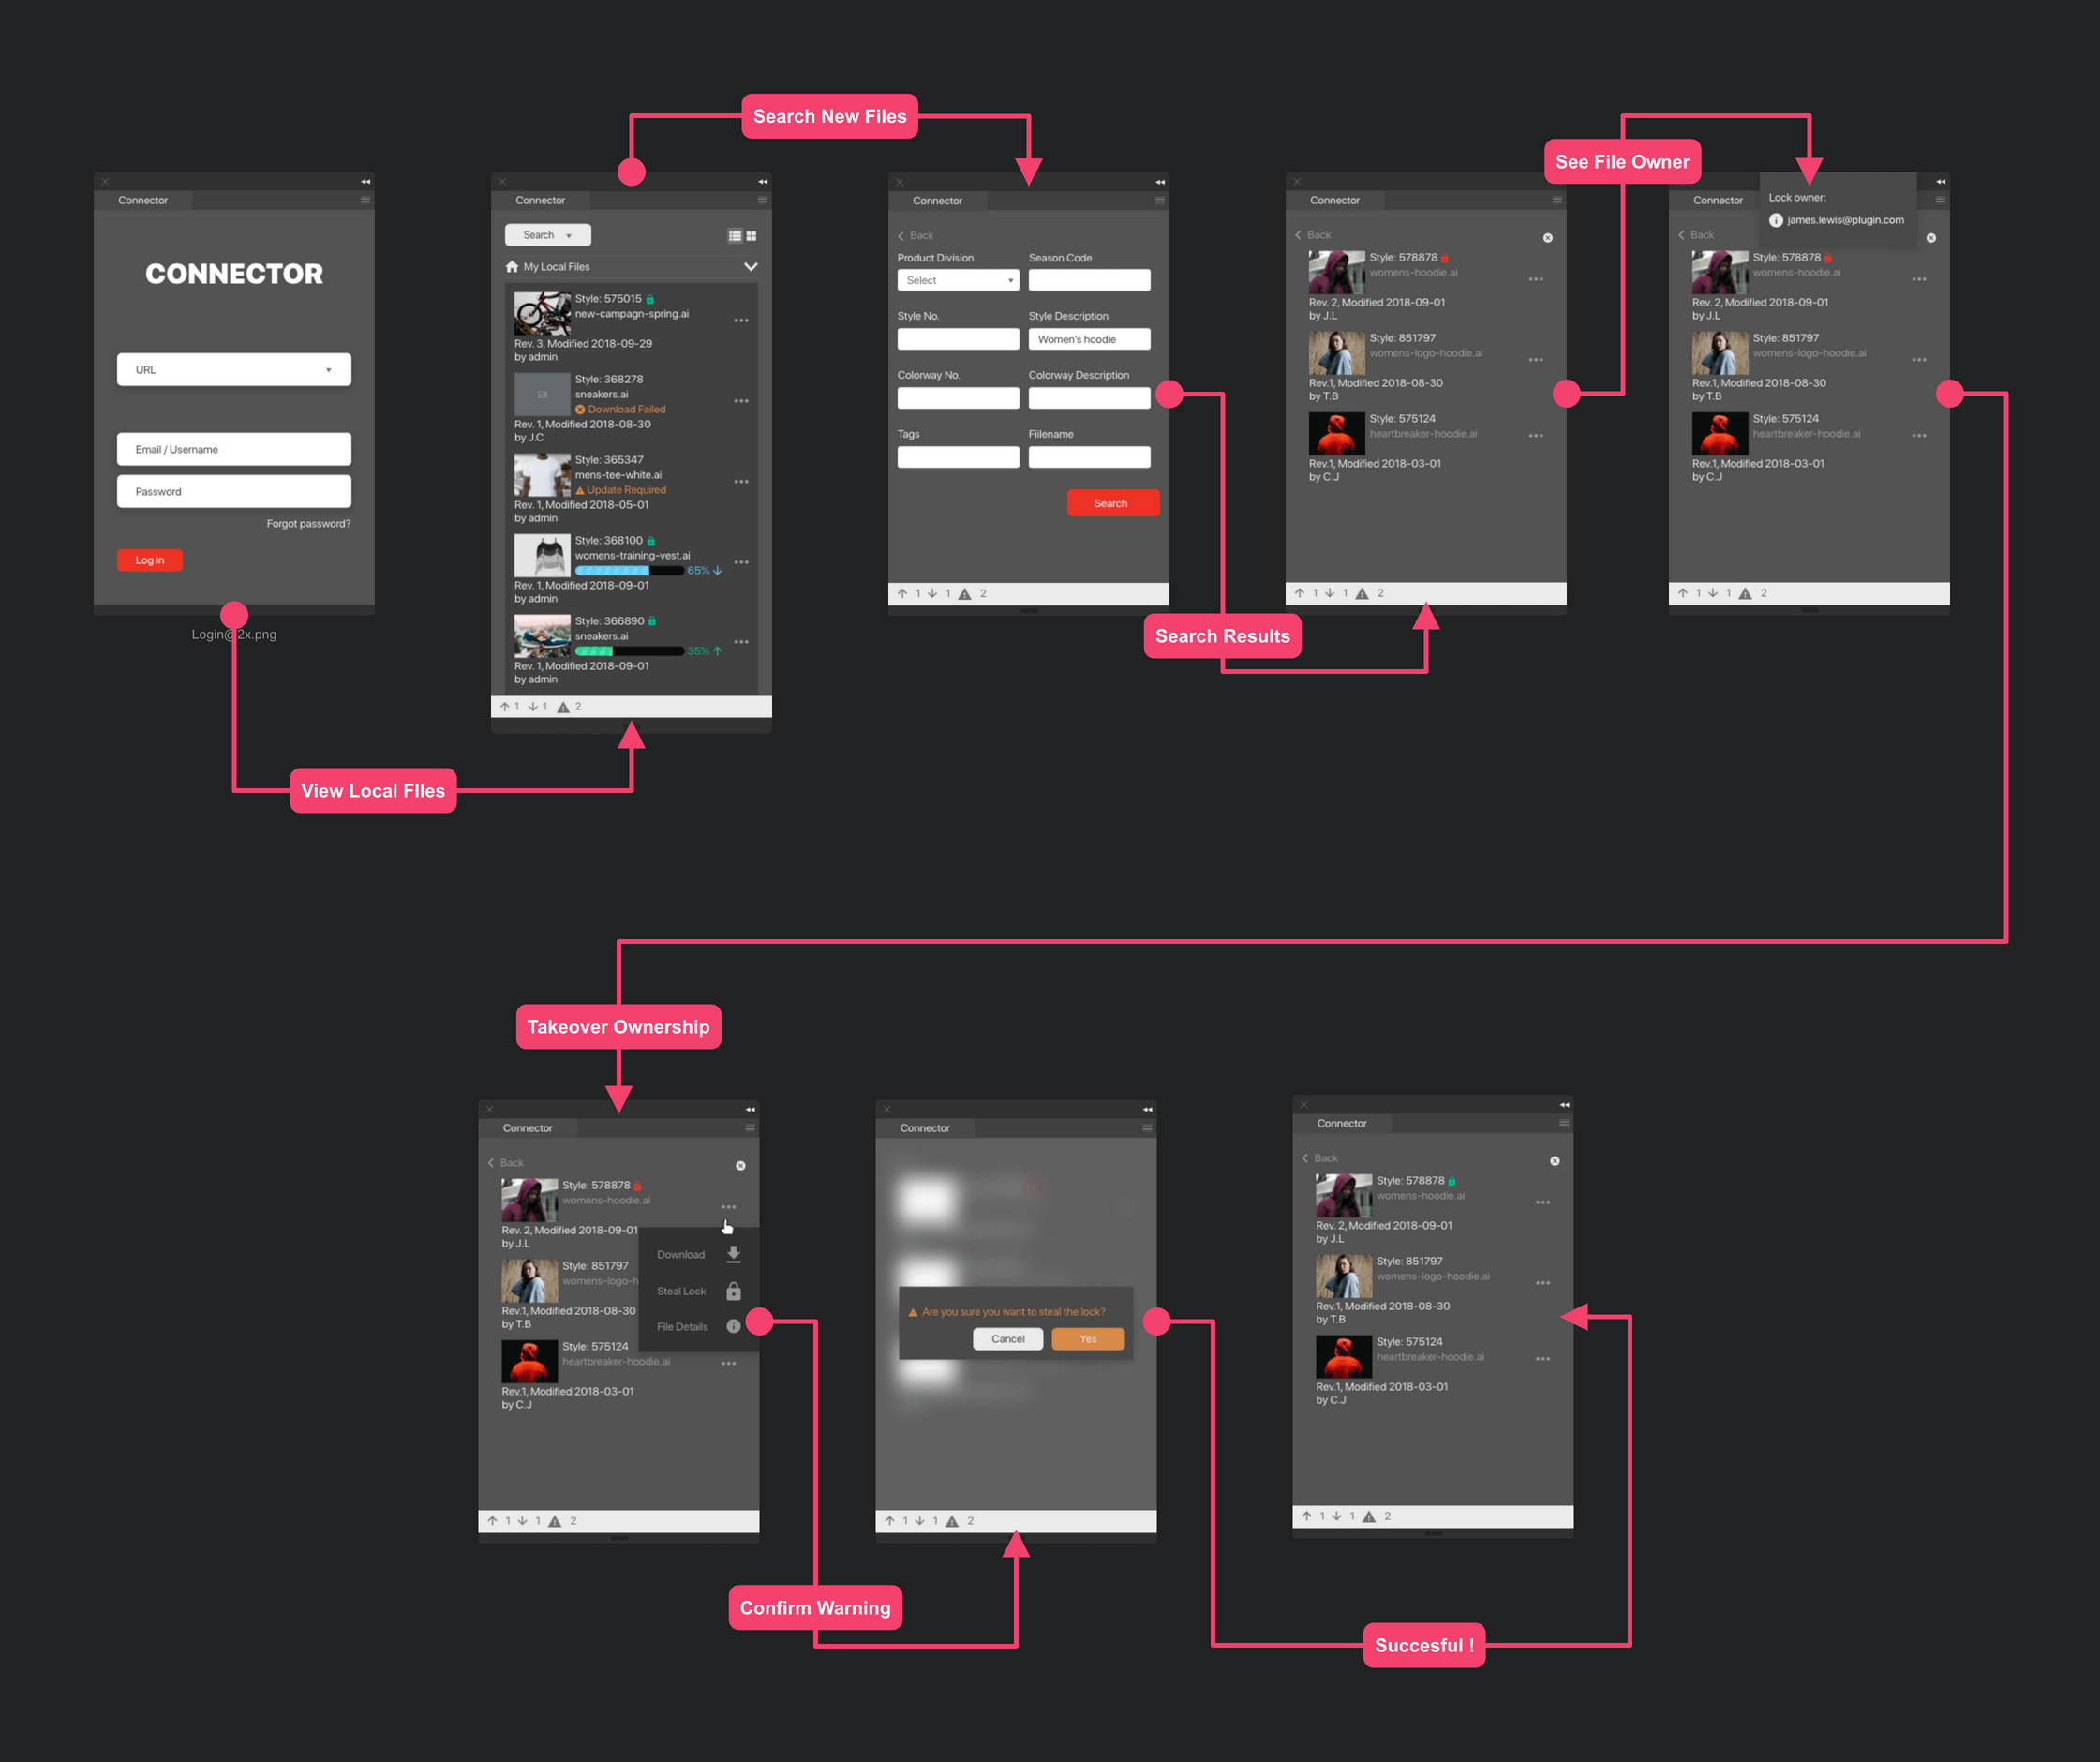 Search New Files
See File Owner
Connector
CONNECTOR
URL
Email / Username
Password
Forgot password?
Log in
Login@2x.png
View Local FIles
Connector
Search
My Local Files
Style: 575015
new-campagn-spring.ai
Rev. 3, Modified 2018-09-29
by admin
Style: 368278
sneakers.ai
Download Failed
Rev. 1, Modified 2018-08-30
by J.C
Style: 365347
mens-tee-white.ai
Update Required
Rev. 1, Modified 2018-05-01
by admin
Style: 368100
womens-training-vest.ai
65%
Rev. 1, Modified 2018-09-01
by admin
Style: 366890
sneakers.ai
35%
Rev. 1, Modified 2018-09-01
by admin
1 1 2
Connector
Back
Product Division Season Code
Select
Style No. Style Description
Women's hoodie
Colorway No. Colorway Description
Tags Fiilename
Search
1 1 2
Search Results
Connector
Back
Style: 578878
womens-hoodie.ai
Rev. 2, Modified 2018-09-01
by J.L
Style: 851797
womens-logo-hoodie.ai
Rev.1, Modified 2018-08-30
by T.B
Style: 575124
heartbreaker-hoodie.ai
Rev.1, Modified 2018-03-01
by C.J
1 1 2
Connector
Lock owner:
james.lewis@plugin.com
Back
Style: 578878
womens-hoodie.ai
Rev. 2, Modified 2018-09-01
by J.L
Style: 851797
womens-logo-hoodie.ai
Rev.1, Modified 2018-08-30
by T.B
Style: 575124
heartbreaker-hoodie.ai
Rev.1, Modified 2018-03-01
by C.J
1 1 2
Takeover Ownership
Connector
Back
Style: 578878
womens-hoodie.ai
Rev. 2, Modified 2018-09-01
by J.L
Download
Style: 851797
womens-logo-h
Steal Lock
Rev.1, Modified 2018-08-30
by T.B
File Details
Style: 575124
heartbreaker-hoodie.ai
Rev.1, Modified 2018-03-01
by C.J
1 1 2
Confirm Warning
Connector
Are you sure you want to steal the lock?
Cancel Yes
1 1 2
Succesful !
Connector
Back
Style: 578878
womens-hoodie.ai
Rev. 2, Modified 2018-09-01
by J.L
Style: 851797
womens-logo-hoodie.ai
Rev.1, Modified 2018-08-30
by T.B
Style: 575124
heartbreaker-hoodie.ai
Rev.1, Modified 2018-03-01
by C.J
1 1 2